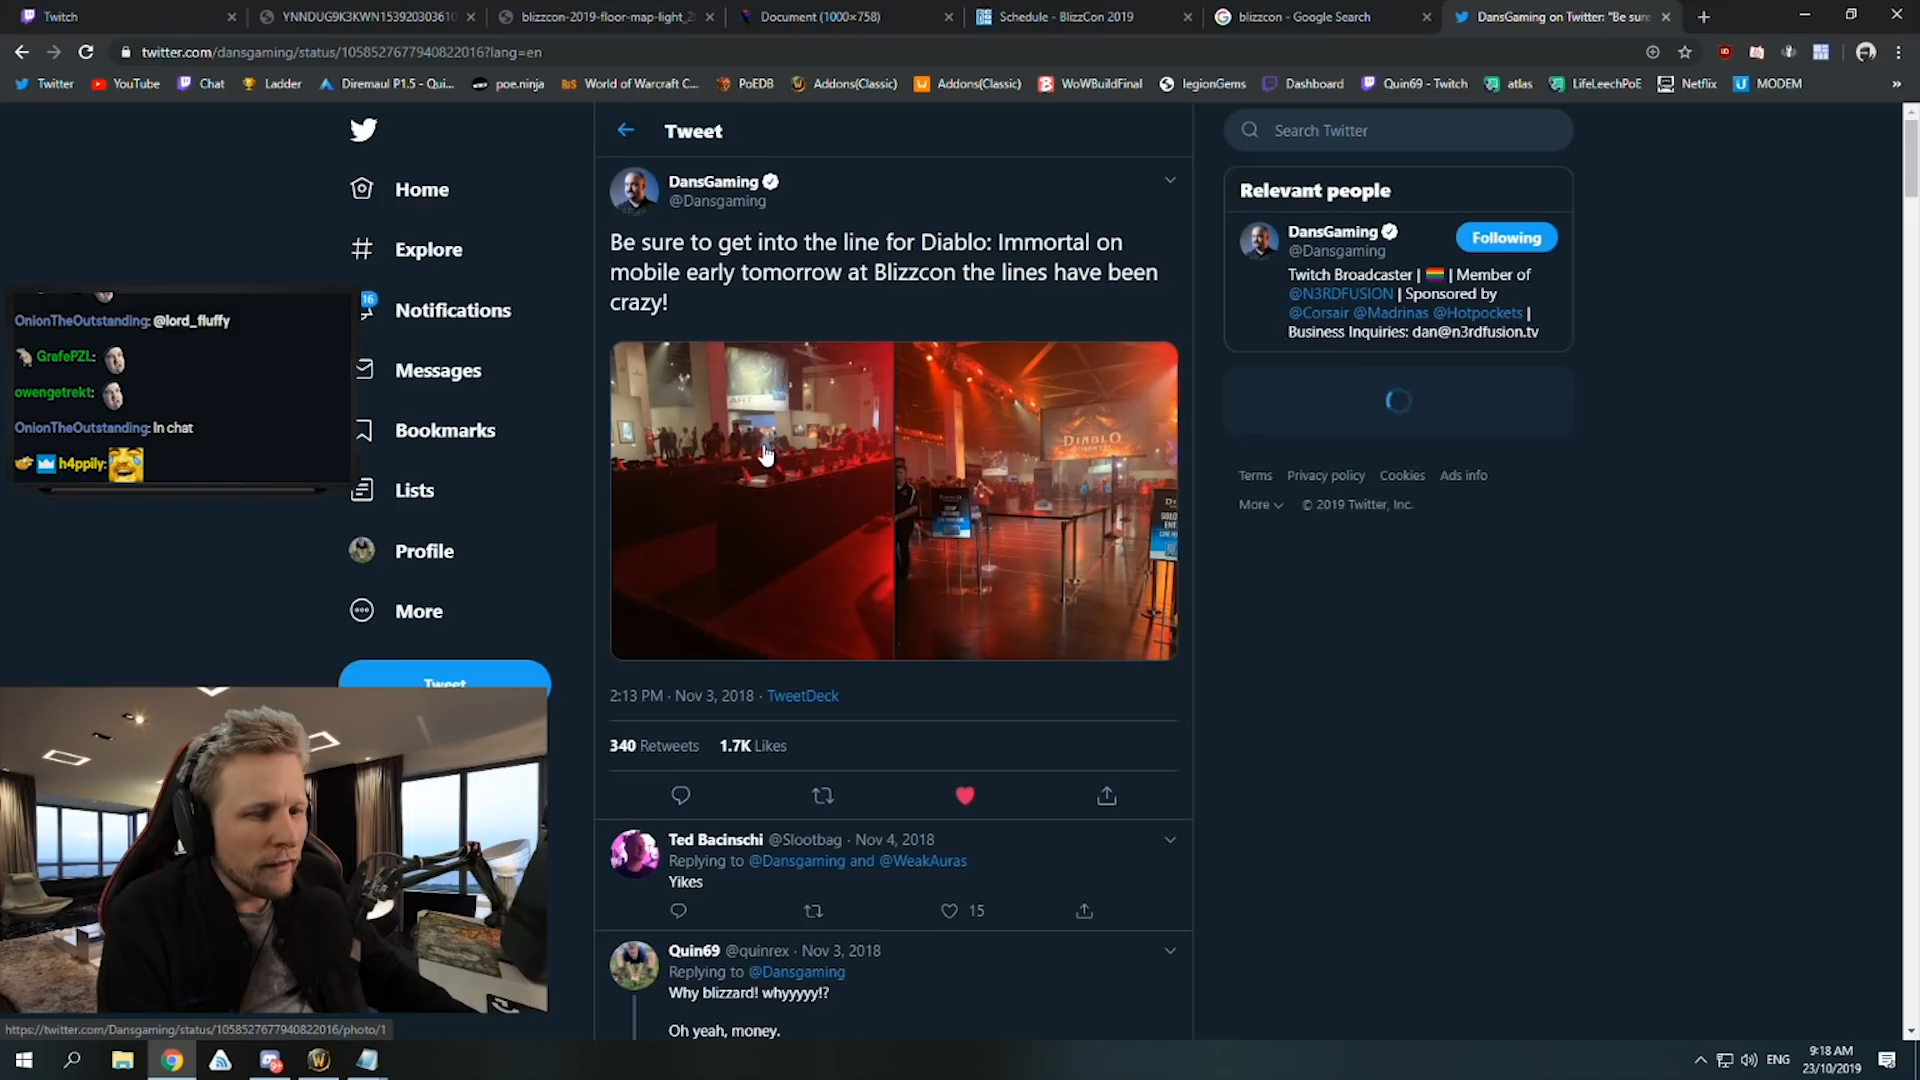 Twitch
YNNDUG9K3KWN15392030361
blizzcon-2019-floor-map-light_2
Document (1000×758)
Schedule - BlizzCon 2019
blizzcon - Google Search
DansGaming on Twitter: "Be sure
twitter.com/dansgaming/status/1058527677940822016?lang=en
Twitter
YouTube
Chat
Ladder
Diremaul P1.5 - Qui...
poe.ninja
World of Warcraft C...
PoEDB
Addons(Classic)
Addons(Classic)
WoWBuildFinal
legionGems
Dashboard
Quin69 - Twitch
atlas
LifeLeechPoE
Netflix
MODEM
»
Home
Explore
16
Notifications
Messages
Bookmarks
Lists
Profile
More
Tweet
OnionTheOutstanding: @lord_fluffy
GrafePZL:
owengetrekt:
OnionTheOutstanding: In chat
h4ppily:
Tweet
DansGaming
@Dansgaming
Be sure to get into the line for Diablo: Immortal on
mobile early tomorrow at Blizzcon the lines have been
crazy!
ART
DIABLO
2:13 PM · Nov 3, 2018 · TweetDeck
340 Retweets 1.7K Likes
Ted Bacinschi @Slootbag · Nov 4, 2018
Replying to @Dansgaming and @WeakAuras
Yikes
15
Quin69 @quinrex · Nov 3, 2018
Replying to @Dansgaming
Why blizzard! whyyyyy!?
Oh yeah, money.
Search Twitter
Relevant people
DansGaming
@Dansgaming
Following
Twitch Broadcaster | | Member of
@N3RDFUSION | Sponsored by
@Corsair @Madrinas @Hotpockets |
Business Inquiries: dan@n3rdfusion.tv
Terms Privacy policy Cookies Ads info
More © 2019 Twitter, Inc.
https://twitter.com/Dansgaming/status/1058527677940822016/photo/1
9+
ENG
9:18 AM
23/10/2019